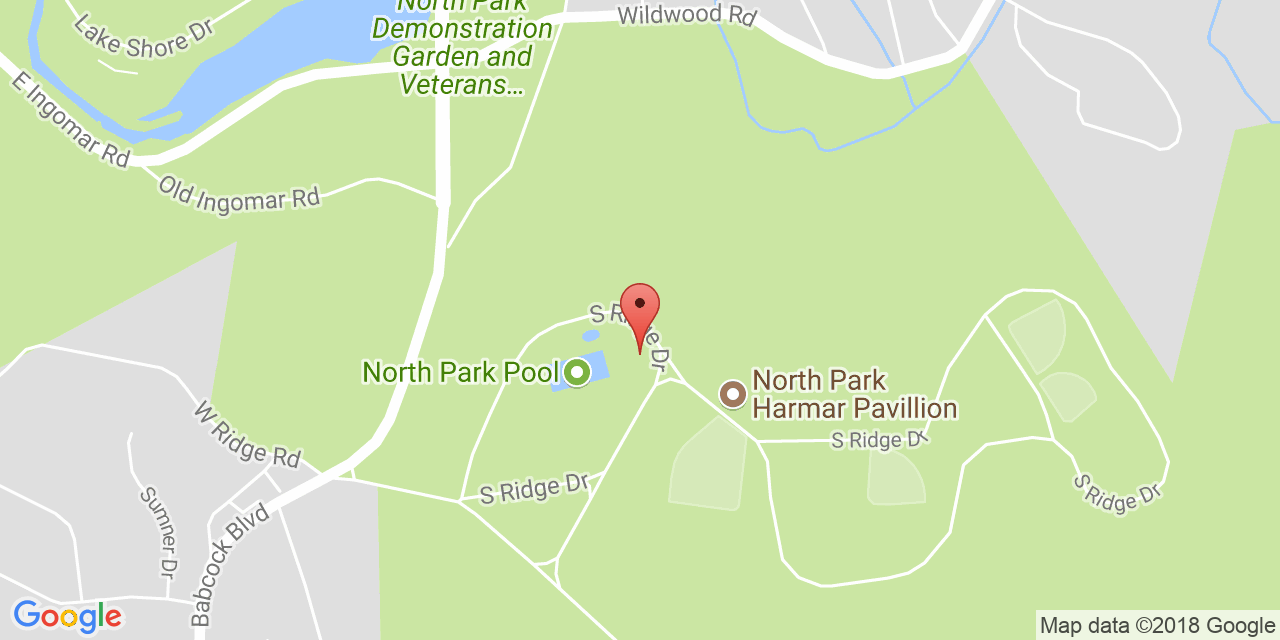 North Park
Demonstration
Garden and
Veterans...
Wildwood Rd
Lake Shore Dr
E Ingomar Rd
Old Ingomar Rd
S Ridge Dr
North Park Pool
North Park
Harmar Pavillion
W Ridge Rd
S Ridge Dr
S Ridge Dr
S Ridge Dr
Sumner Dr
Babcock Blvd
Google
Map data ©2018 Google